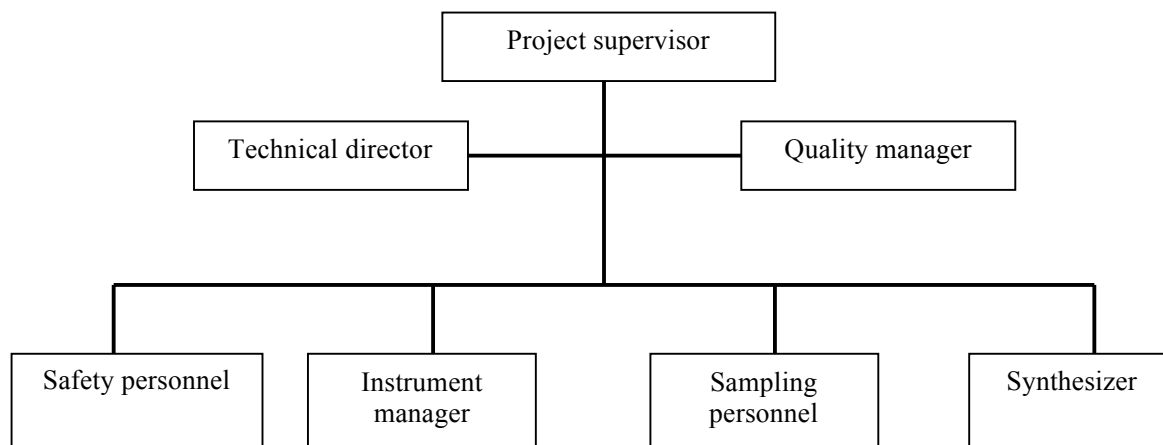 Project supervisor
Technical director
Quality manager
Safety personnel
Instrument
manager
Sampling
personnel
Synthesizer